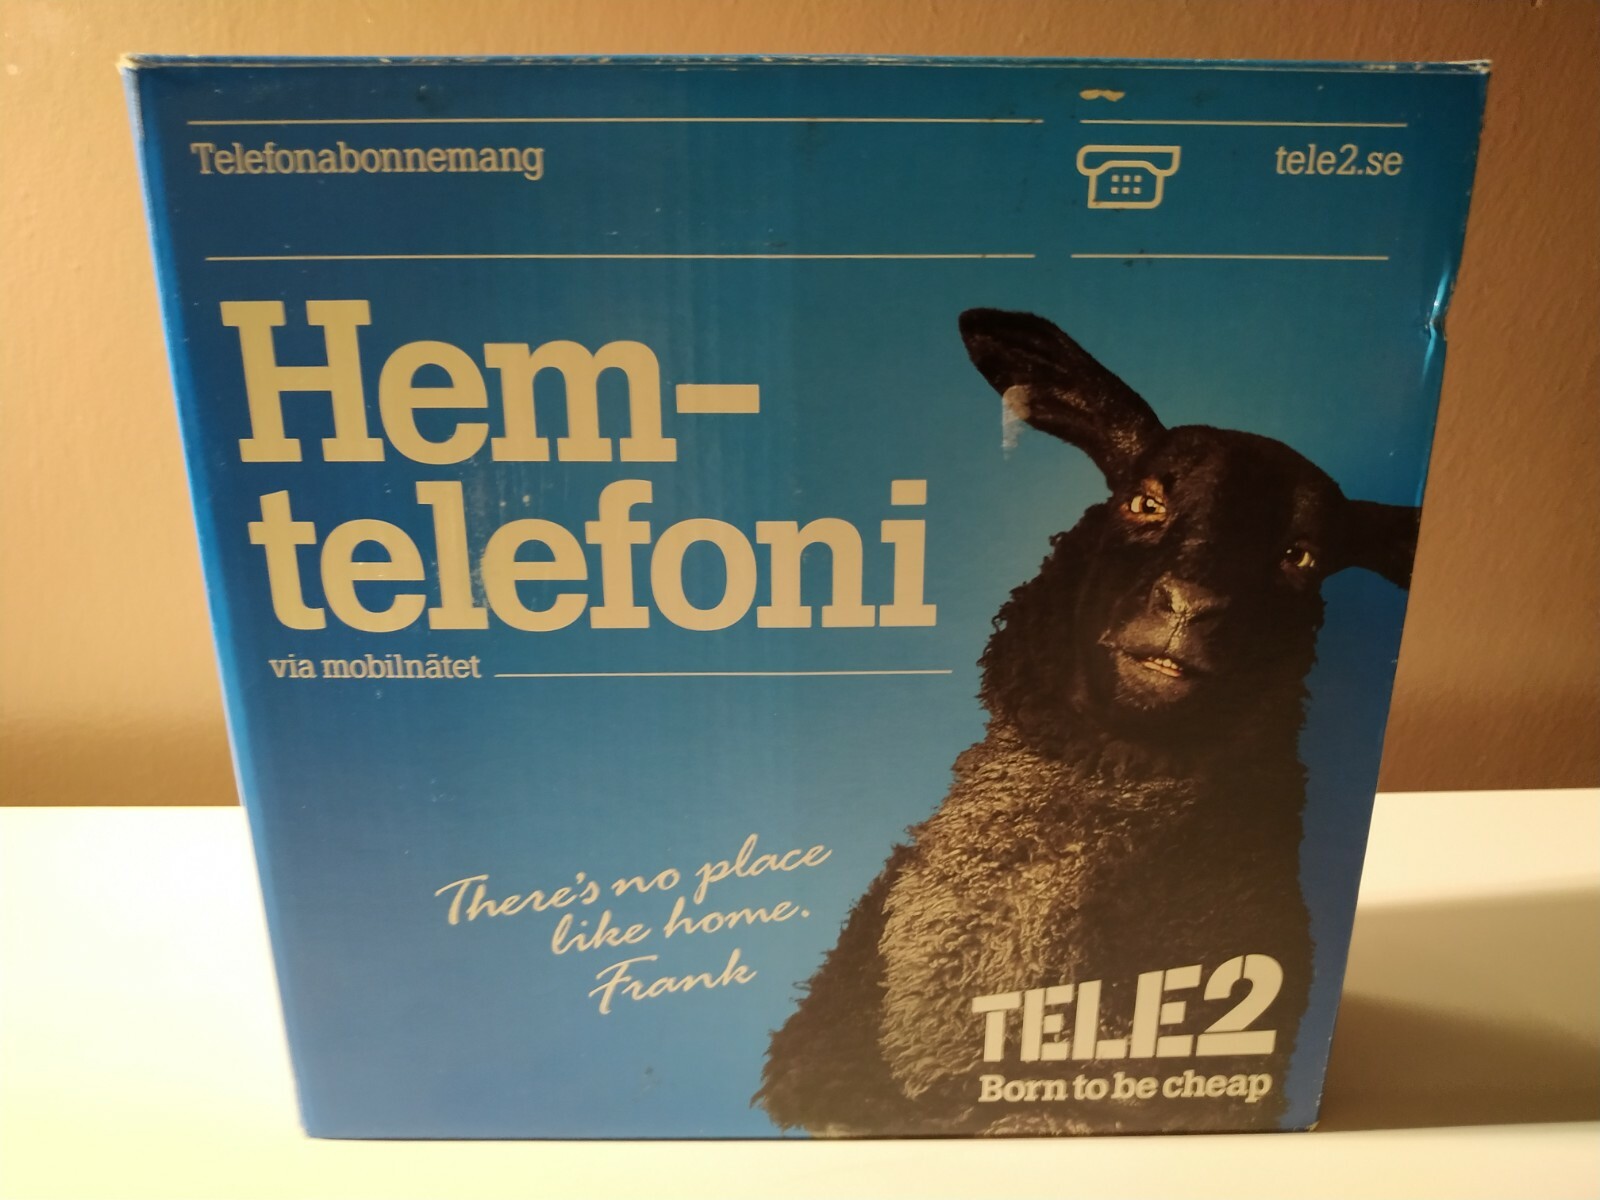 Telefonabonnemang
tele2.se
Hem-
telefoni
via mobilnätet
There's no place
like home.
Frank
TELE2
Born to be cheap